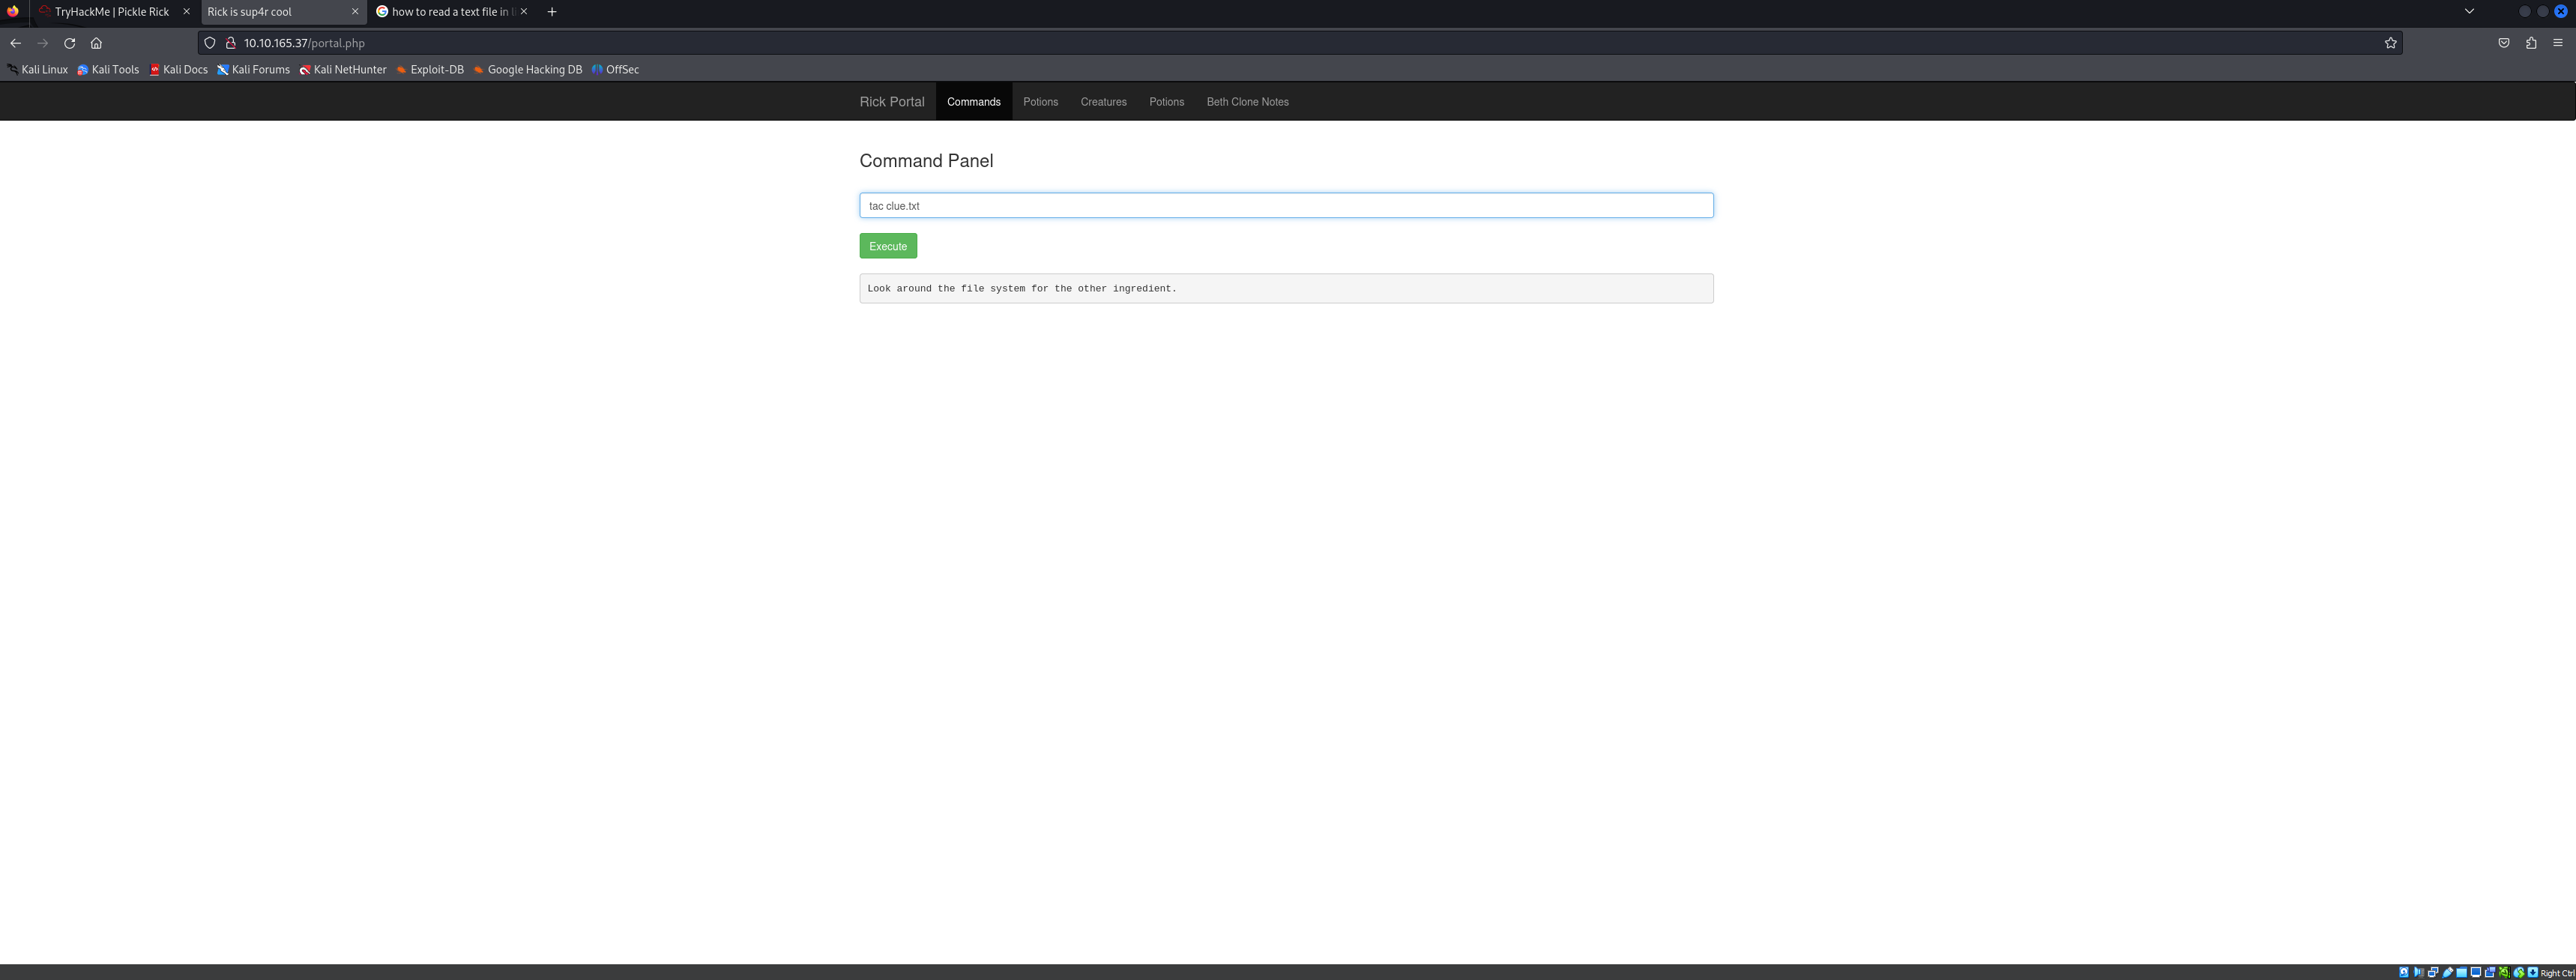 TryHackMe | Pickle Rick
Rick is sup4r cool
how to read a text file in li
10.10.165.37/portal.php
Kali Linux Kali Tools Kali Docs Kali Forums Kali NetHunter Exploit-DB Google Hacking DB OffSec
Rick Portal Commands Potions Creatures Potions Beth Clone Notes
Command Panel
tac clue.txt
Execute
Look around the file system for the other ingredient.
Right Ctrl